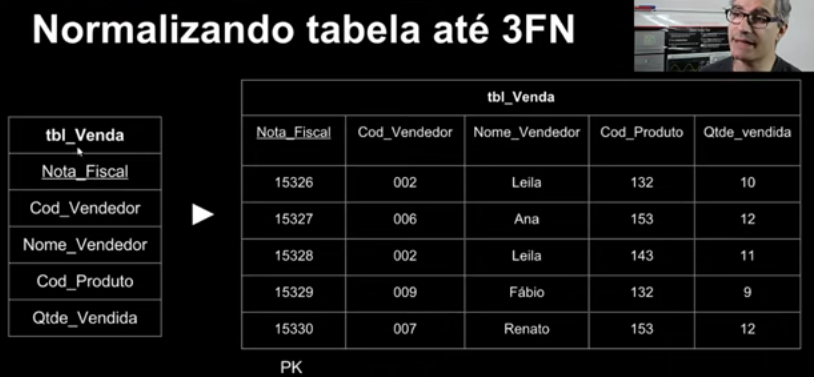 Normalizando tabela até 3FN
tbl_Venda
Nota_Fiscal
Cod_Vendedor
Nome_Vendedor
Cod_Produto
Qtde_Vendida
tbl_Venda
Nota_Fiscal Cod_Vendedor Nome_Vendedor Cod_Produto Qtde_vendida
15326 002 Leila 132 10
15327 006 Ana 153 12
15328 002 Leila 143 11
15329 009 Fábio 132 9
15330 007 Renato 153 12
PK